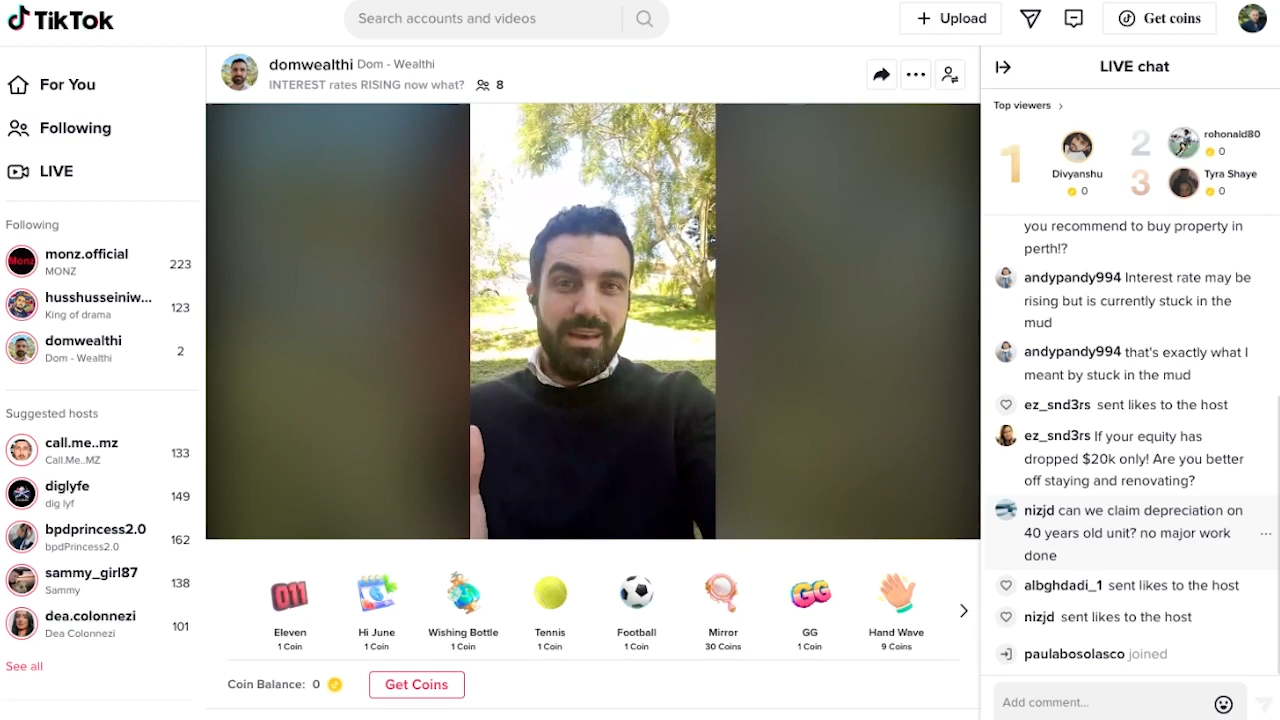 TikTok
Search accounts and videos
Upload
Get coins
For You
Following
LIVE
Following
monz.official
MONZ
223
husshusseiniw...
King of drama
123
domwealthi
Dom - Wealthi
2
Suggested hosts
call.me..mz
Call.Me..MZ
133
diglyfe
dig lyf
149
bpdprincess2.0
bpdPrincess2.0
162
sammy_girl87
Sammy
138
dea.colonnezi
Dea Colonnezi
101
See all
domwealthi Dom - Wealthi
INTEREST rates RISING now what? 8
Eleven
1 Coin
Hi June
1 Coin
Wishing Bottle
1 Coin
Tennis
1 Coin
Football
1 Coin
Mirror
30 Coins
GG
GG
1 Coin
Hand Wave
9 Coins
Coin Balance: 0
Get Coins
LIVE chat
Top viewers
1
Divyanshu
0
2
rohonald80
0
3
Tyra Shaye
0
you recommend to buy property in
perth!?
andypandy994 Interest rate may be
rising but is currently stuck in the
mud
andypandy994 that's exactly what I
meant by stuck in the mud
ez_snd3rs sent likes to the host
ez_snd3rs If your equity has
dropped $20k only! Are you better
off staying and renovating?
nizjd can we claim depreciation on
40 years old unit? no major work
done
albghdadi_1 sent likes to the host
nizjd sent likes to the host
paulabosolasco joined
Add comment...